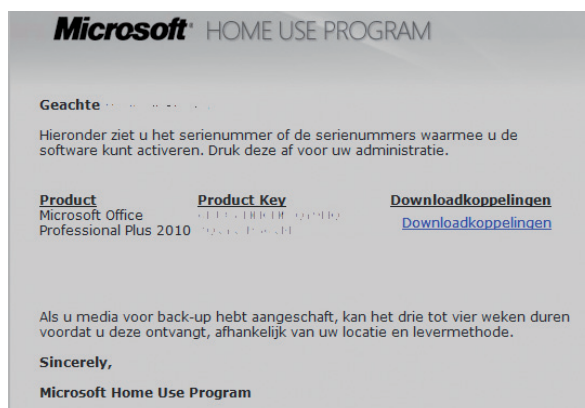 Microsoft HOME USE PROGRAM
Geachte
Hieronder ziet u het serienummer of de serienummers waarmee u de
software kunt activeren. Druk deze af voor uw administratie.
Product Product Key Downloadkoppelingen
Microsoft Office Downloadkoppelingen
Professional Plus 2010
Als u media voor back-up hebt aangeschaft, kan het drie tot vier weken duren
voordat u deze ontvangt, afhankelijk van uw locatie en levermethode.
Sincerely,
Microsoft Home Use Program